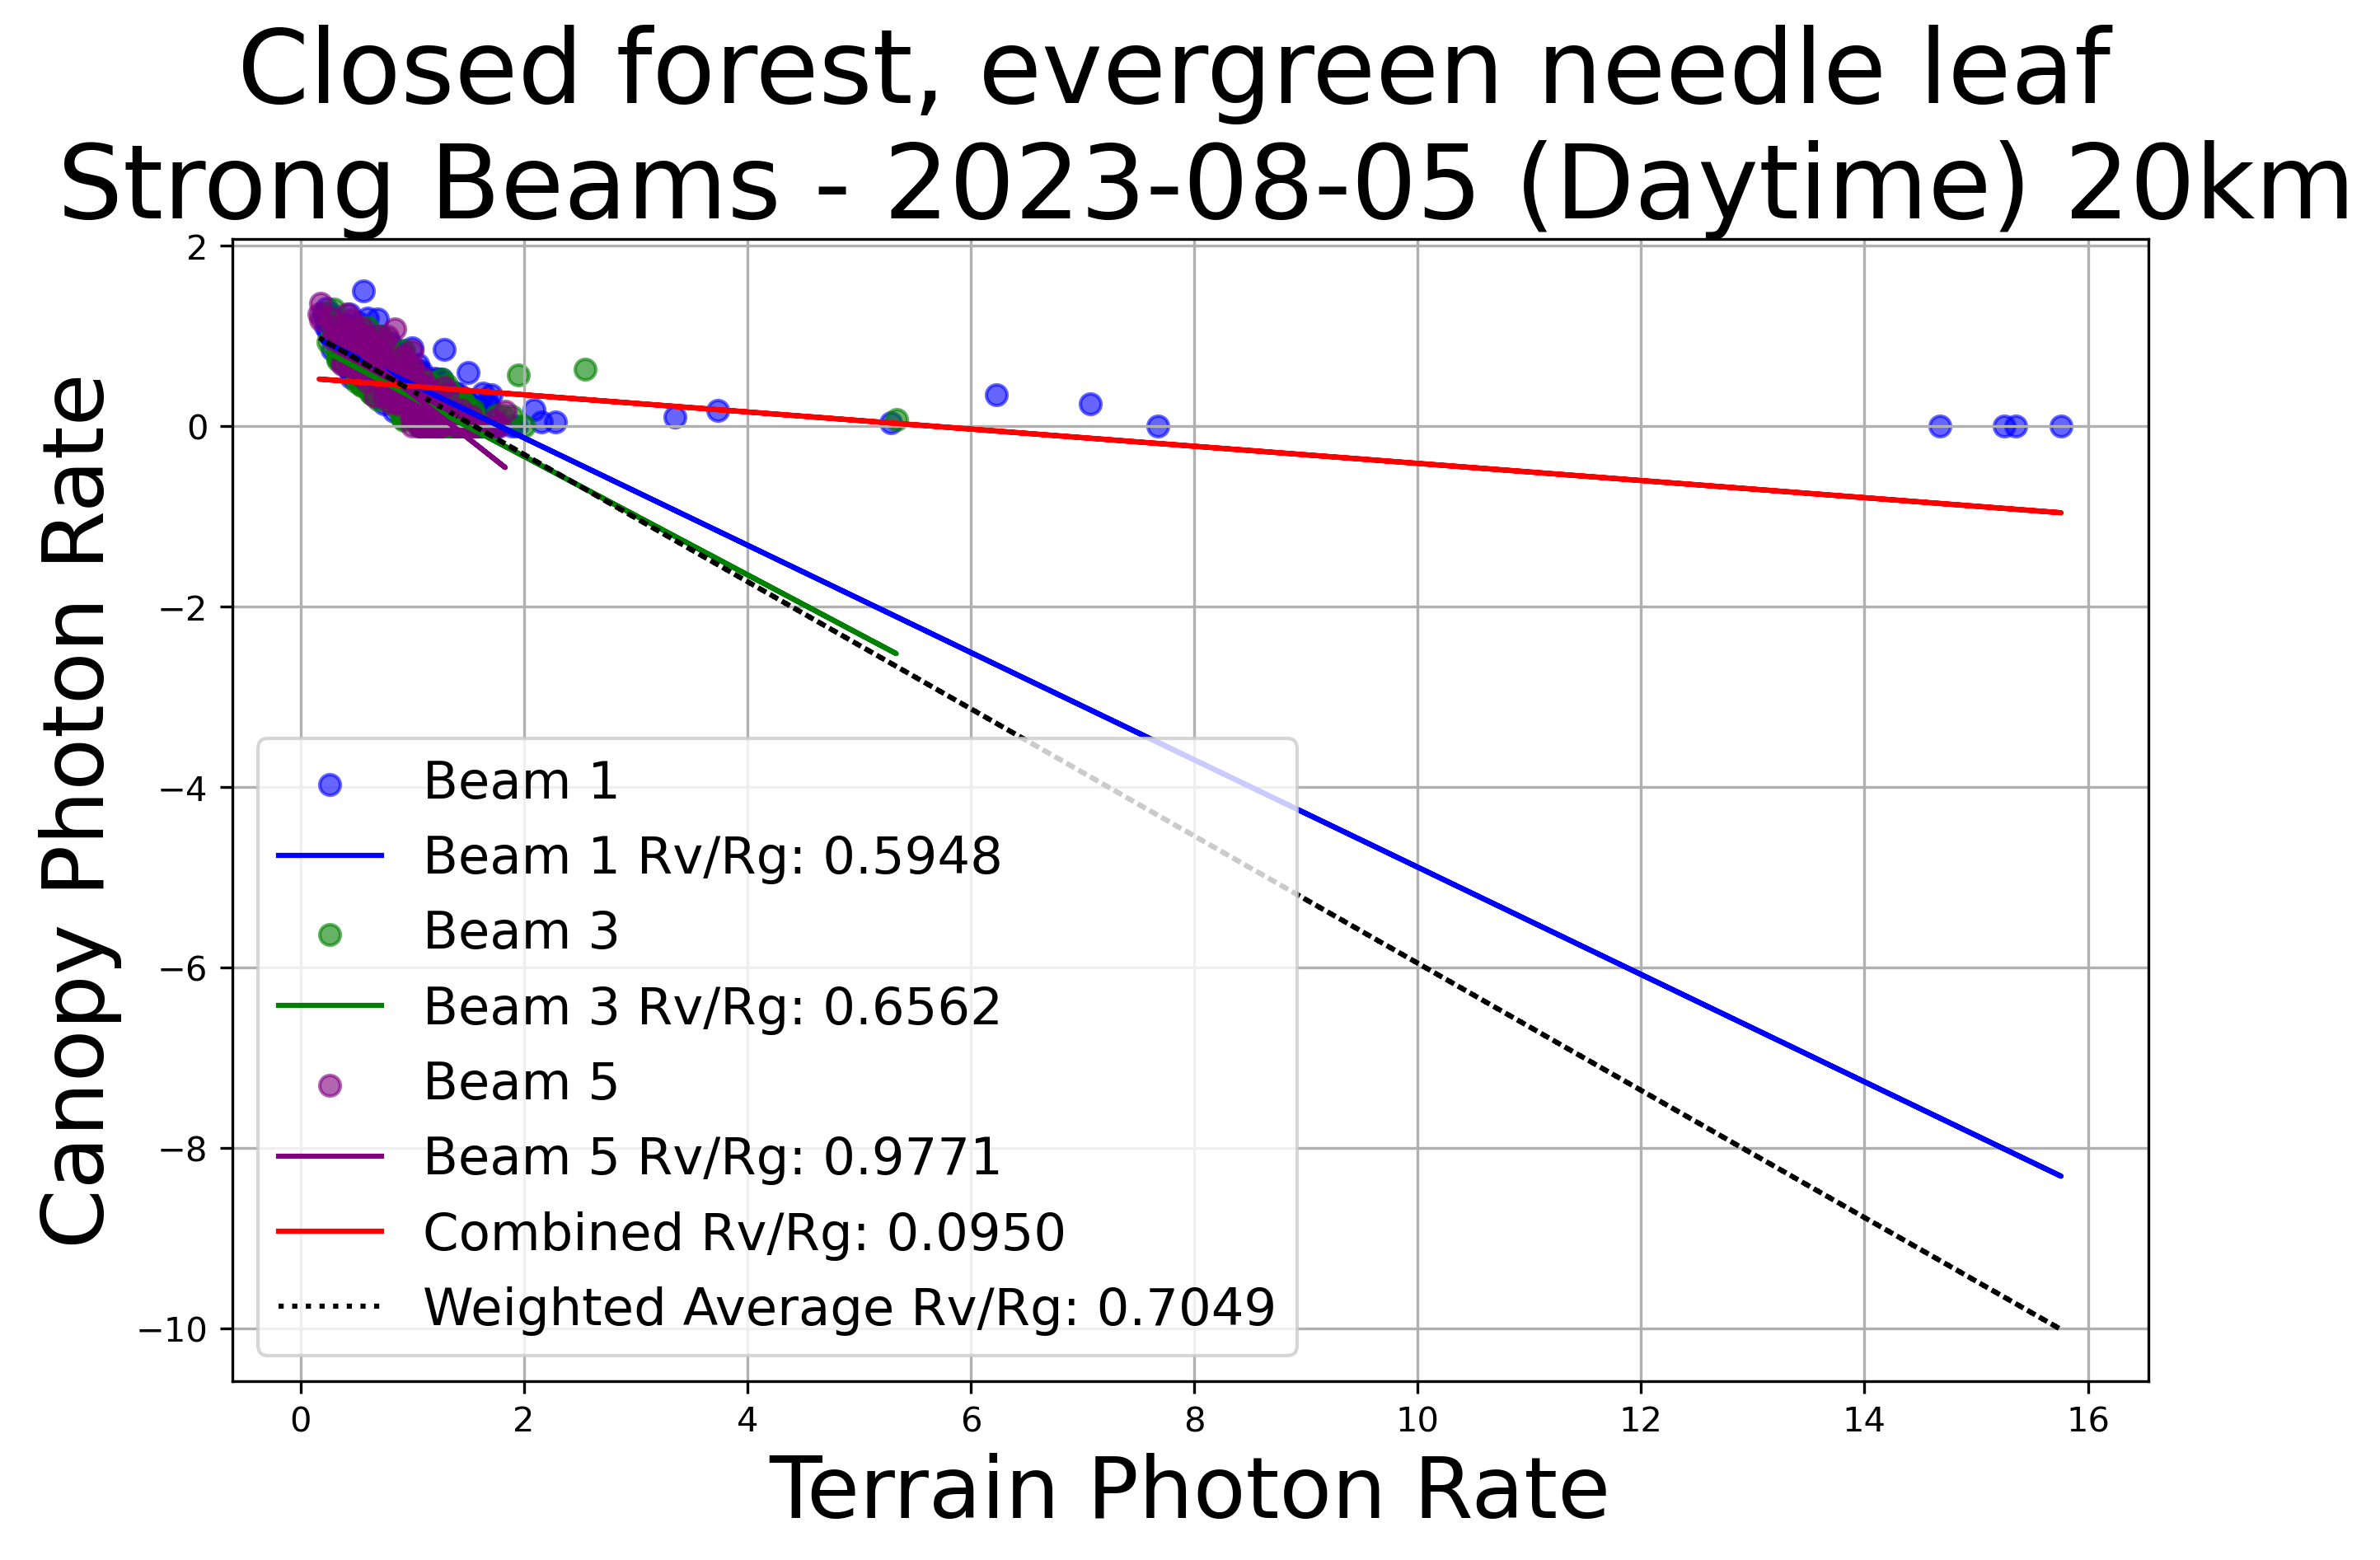 Closed forest, evergreen needle leaf
Strong Beams - 2023-08-05 (Daytime) 20km
Canopy Photon Rate
2
0
−2
−4
−6
−8
−10
Beam 1
Beam 1 Rv/Rg: 0.5948
Beam 3
Beam 3 Rv/Rg: 0.6562
Beam 5
Beam 5 Rv/Rg: 0.9771
Combined Rv/Rg: 0.0950
Weighted Average Rv/Rg: 0.7049
0 2 4 6 8 10 12 14 16
Terrain Photon Rate